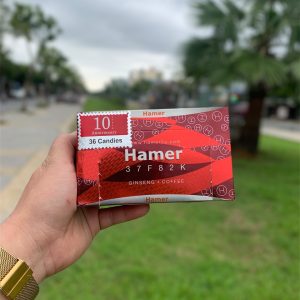 Hamer
10
Anniversary
36 Candies
Hamer
37F82K
GINSENG & COFFEE
Hamer